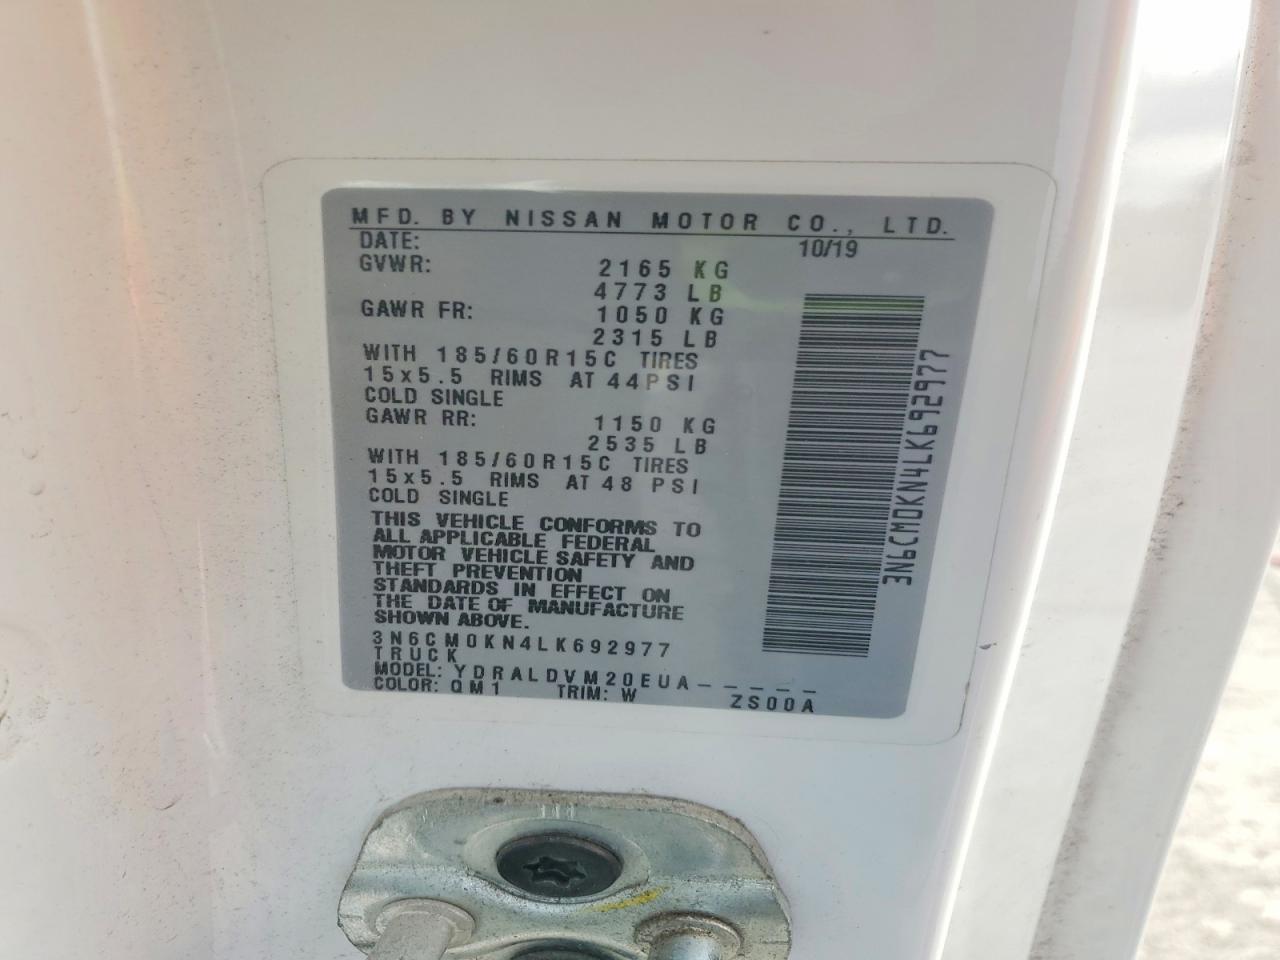 MFD. BY NISSAN MOTOR CO., LTD.
DATE: 10/19
GVWR: 2165 KG
4773 LB
GAWR FR: 1050 KG
2315 LB
WITH 185/60R15C TIRES
15x5.5 RIMS AT 44PSI
COLD SINGLE
GAWR RR: 1150 KG
2535 LB
WITH 185/60R15C TIRES
15x5.5 RIMS AT 48 PSI
COLD SINGLE
THIS VEHICLE CONFORMS TO
ALL APPLICABLE FEDERAL
MOTOR VEHICLE SAFETY AND
THEFT PREVENTION
STANDARDS IN EFFECT ON
THE DATE OF MANUFACTURE
SHOWN ABOVE.
3N6CM0KN4LK692977
TRUCK
MODEL: YDRALDVM20EUA-----
COLOR: QM1 TRIM: W ZS00A
3N6CM0KN4LK692977